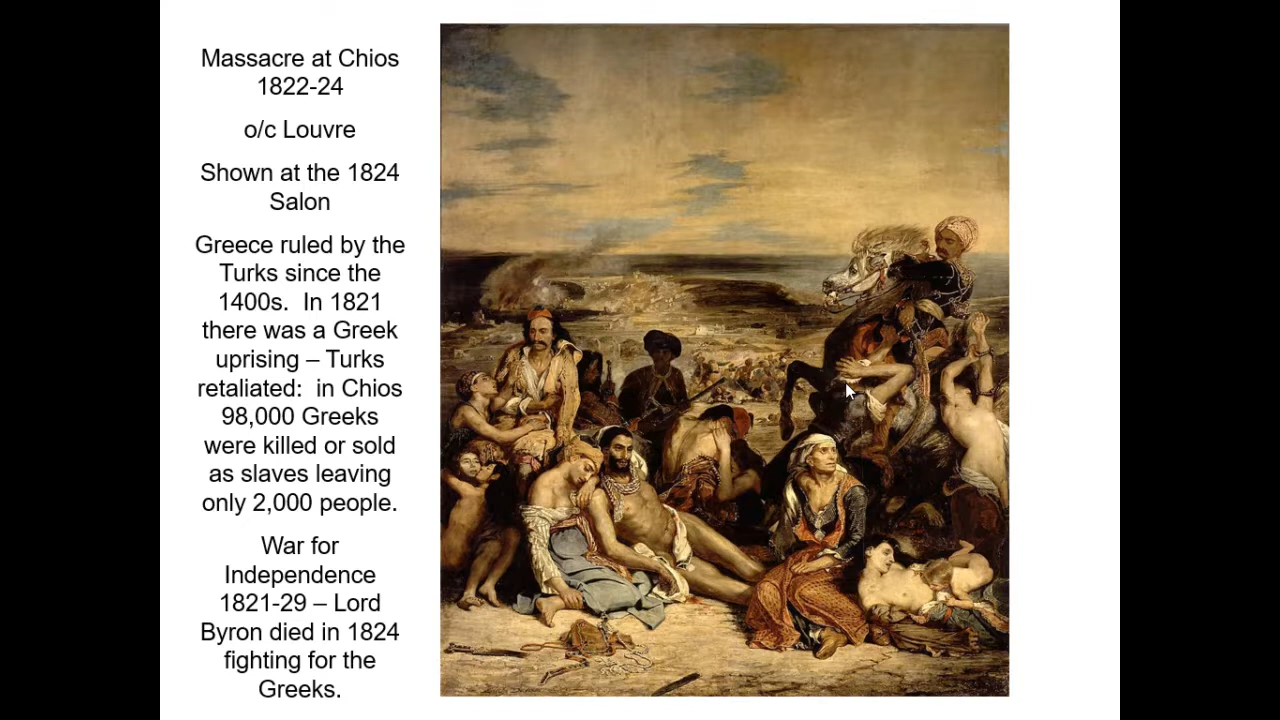 Massacre at Chios
1822-24
o/c Louvre
Shown at the 1824
Salon
Greece ruled by the
Turks since the
1400s.  In 1821
there was a Greek
uprising – Turks
retaliated:  in Chios
98,000 Greeks
were killed or sold
as slaves leaving
only 2,000 people.
War for
Independence
1821-29 – Lord
Byron died in 1824
fighting for the
Greeks.